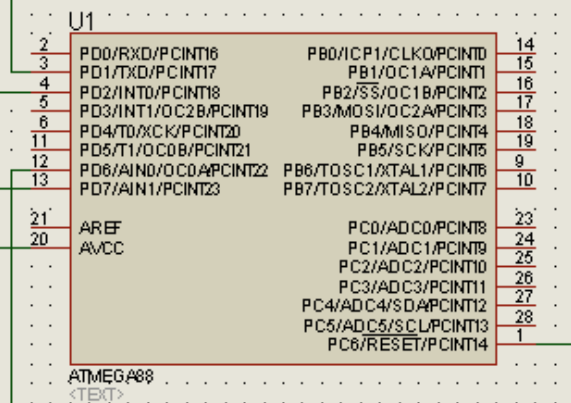 U1
2 PD0/RXD/PCINT16 PB0/ICP1/CLKO/PCINT0 14
3 PD1/TXD/PCINT17 PB1/OC1A/PCINT1 15
4 PD2/INT0/PCINT18 PB2/SS/OC1B/PCINT2 16
5 PD3/INT1/OC2B/PCINT19 PB3/MOSI/OC2A/PCINT3 17
6 PD4/T0/XCK/PCINT20 PB4/MISO/PCINT4 18
11 PD5/T1/OC0B/PCINT21 PB5/SCK/PCINT5 19
12 PD6/AIN0/OC0A/PCINT22 PB6/TOSC1/XTAL1/PCINT6 9
13 PD7/AIN1/PCINT23 PB7/TOSC2/XTAL2/PCINT7 10
21 AREF PC0/ADC0/PCINT8 23
20 AVCC PC1/ADC1/PCINT9 24
PC2/ADC2/PCINT10 25
PC3/ADC3/PCINT11 26
PC4/ADC4/SDA/PCINT12 27
PC5/ADC5/SCL/PCINT13 28
PC6/RESET/PCINT14 1
ATMEGA88
<TEXT>